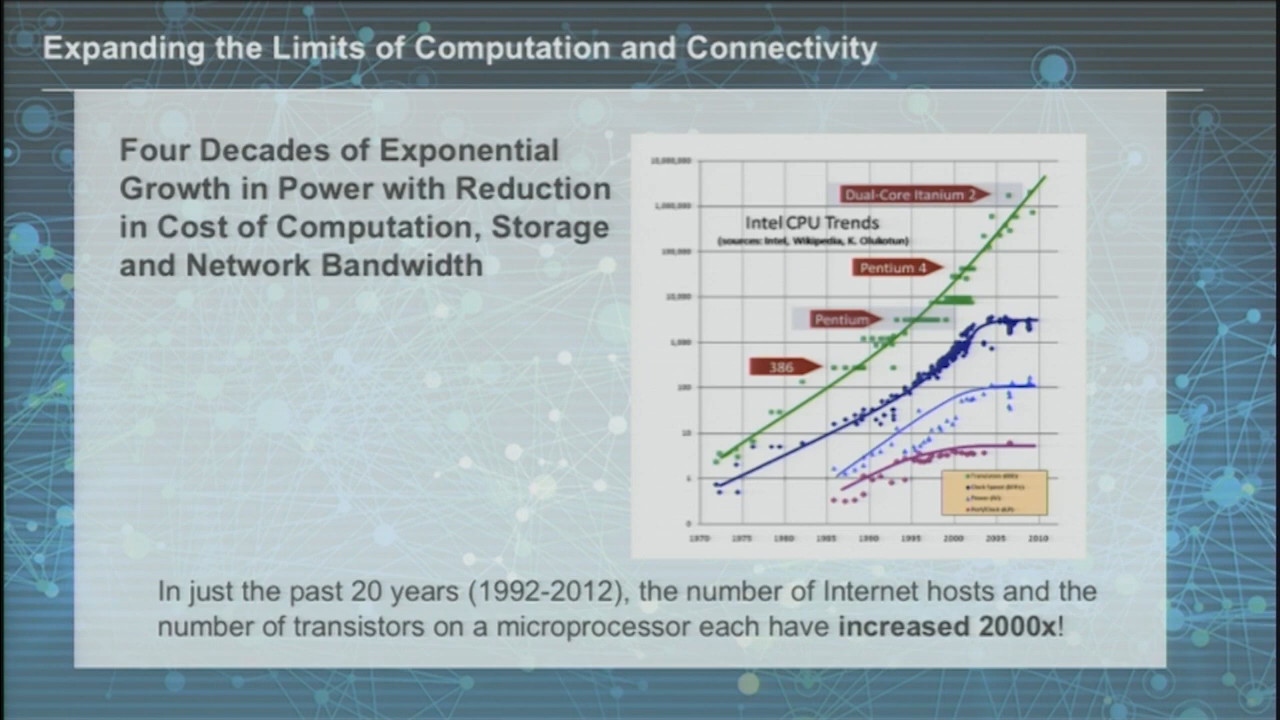 Expanding the Limits of Computation and Connectivity
Four Decades of Exponential
Growth in Power with Reduction
in Cost of Computation, Storage
and Network Bandwidth
10,000,000
Dual-Core Itanium 2
1,000,000
Intel CPU Trends
(sources: Intel, Wikipedia, K. Olukotun)
100,000
Pentium 4
10,000
Pentium
1,000
386
100
10
1
0
1970 1975 1980 1985 1990 1995 2000 2005 2010
In just the past 20 years (1992-2012), the number of Internet hosts and the
number of transistors on a microprocessor each have increased 2000x!